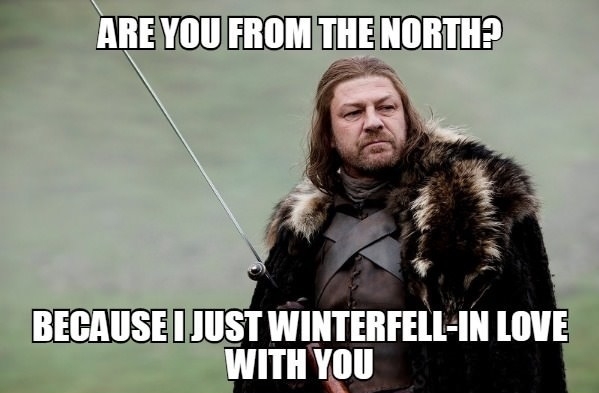 ARE YOU FROM THE NORTH?
BECAUSE I JUST WINTERFELL-IN LOVE
WITH YOU